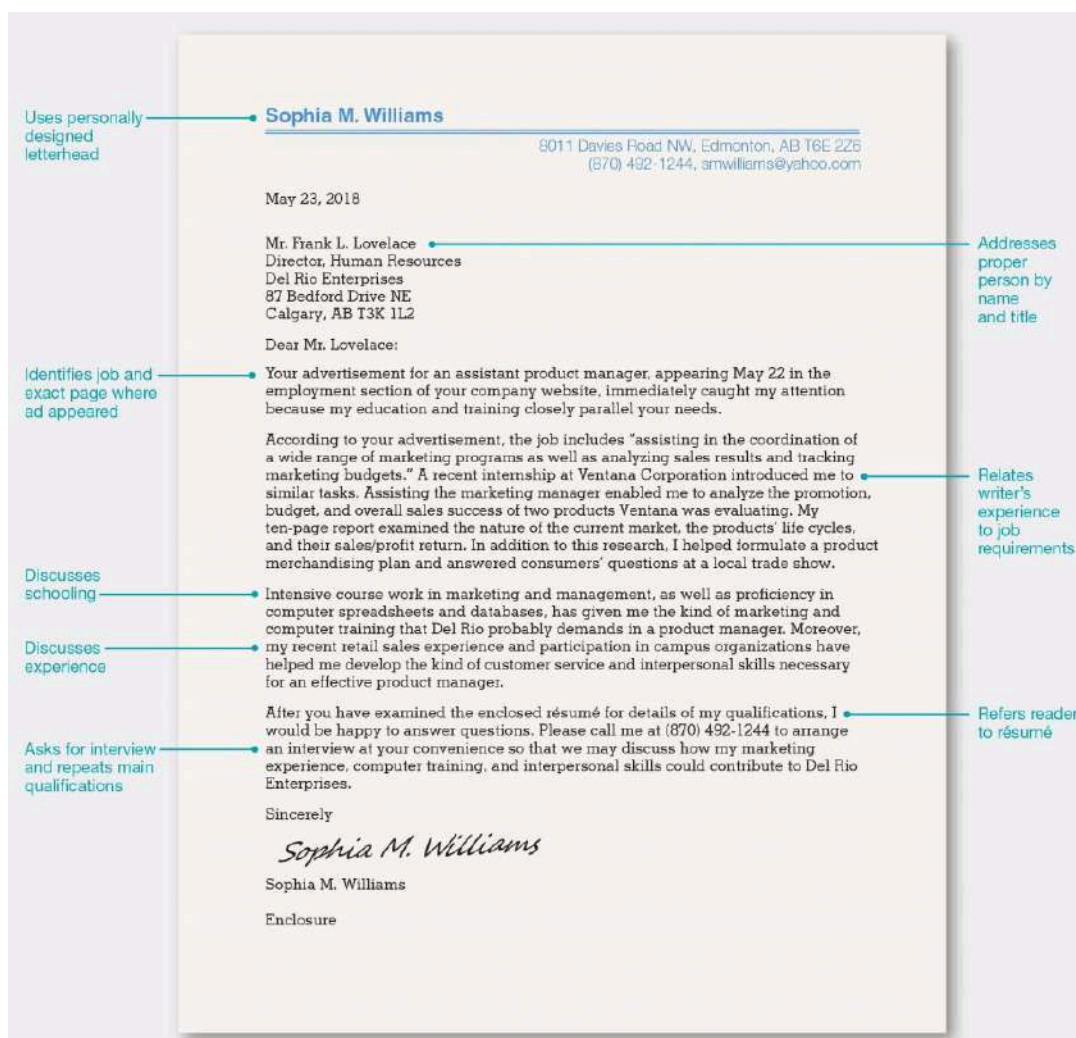 Uses personally
designed
letterhead
Sophia M. Williams
8011 Davies Road NW, Edmonton, AB T6E 2Z6
(870) 492-1244, smwilliams@yahoo.com
May 23, 2018
Mr. Frank L. Lovelace
Director, Human Resources
Del Rio Enterprises
87 Bedford Drive NE
Calgary, AB T3K 1L2
Addresses
proper
person by
name
and title
Dear Mr. Lovelace:
Identifies job and
exact page where
ad appeared
Your advertisement for an assistant product manager, appearing May 22 in the
employment section of your company website, immediately caught my attention
because my education and training closely parallel your needs.
According to your advertisement, the job includes “assisting in the coordination of
a wide range of marketing programs as well as analyzing sales results and tracking
marketing budgets.” A recent internship at Ventana Corporation introduced me to
similar tasks. Assisting the marketing manager enabled me to analyze the promotion,
budget, and overall sales success of two products Ventana was evaluating. My
ten-page report examined the nature of the current market, the products’ life cycles,
and their sales/profit return. In addition to this research, I helped formulate a product
merchandising plan and answered consumers’ questions at a local trade show.
Relates
writer’s
experience
to job
requirements
Discusses
schooling
Intensive course work in marketing and management, as well as proficiency in
computer spreadsheets and databases, has given me the kind of marketing and
computer training that Del Rio probably demands in a product manager. Moreover,
my recent retail sales experience and participation in campus organizations have
helped me develop the kind of customer service and interpersonal skills necessary
for an effective product manager.
Discusses
experience
After you have examined the enclosed résumé for details of my qualifications, I
would be happy to answer questions. Please call me at (870) 492-1244 to arrange
an interview at your convenience so that we may discuss how my marketing
experience, computer training, and interpersonal skills could contribute to Del Rio
Enterprises.
Refers reader
to résumé
Asks for interview
and repeats main
qualifications
Sincerely
Sophia M. Williams
Sophia M. Williams
Enclosure